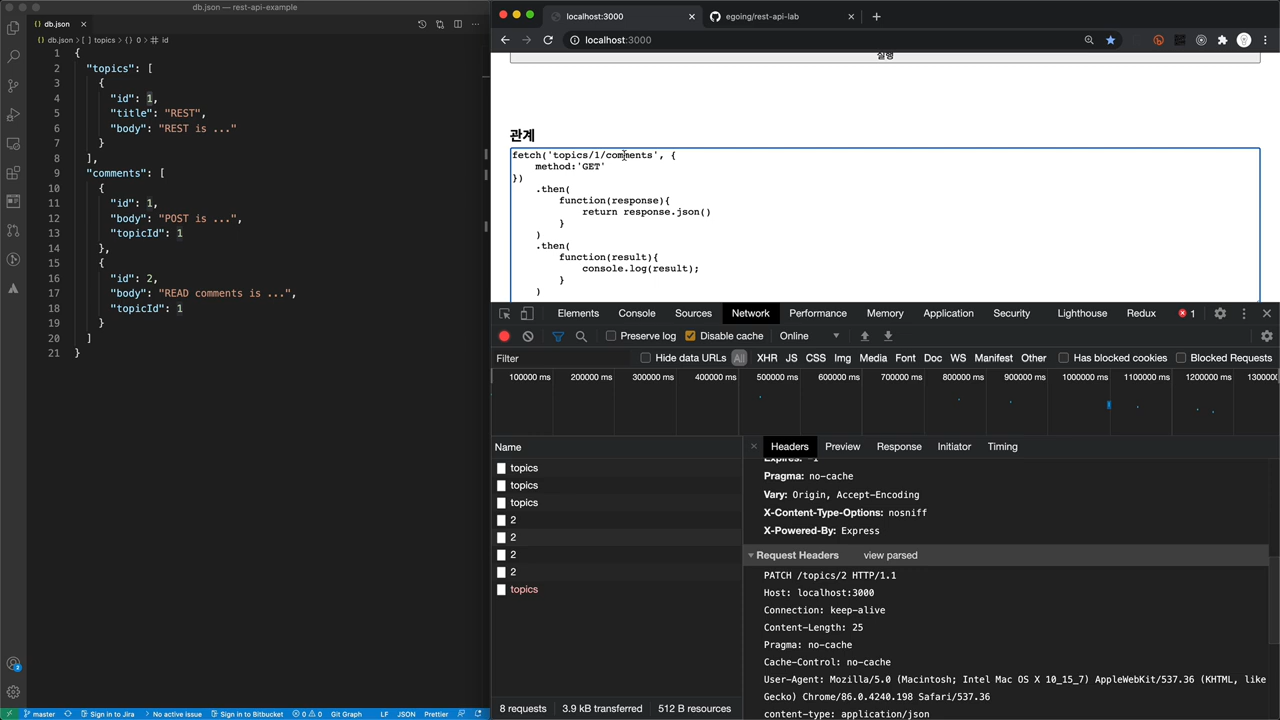 db.json — rest-api-example
db.json
db.json > [ ] topics > { } 0 > id
1 {
2 "topics": [
3 {
4 "id": 1,
5 "title": "REST",
6 "body": "REST is ..."
7 }
8 ],
9 "comments": [
10 {
11 "id": 1,
12 "body": "POST is ...",
13 "topicId": 1
14 },
15 {
16 "id": 2,
17 "body": "READ comments is ...",
18 "topicId": 1
19 }
20 ]
21 }
master Sign in to Jira No active issue Sign in to Bitbucket 0 0 Git Graph LF JSON Prettier
localhost:3000
egoing/rest-api-lab
localhost:3000
실행
관계
fetch('topics/1/comments', {
method:'GET'
})
.then(
function(response){
return response.json()
}
)
.then(
function(result){
console.log(result);
}
)
Elements Console Sources Network Performance Memory Application Security Lighthouse Redux 1
Preserve log Disable cache Online
Filter Hide data URLs All XHR JS CSS Img Media Font Doc WS Manifest Other Has blocked cookies Blocked Requests
100000 ms 200000 ms 300000 ms 400000 ms 500000 ms 600000 ms 700000 ms 800000 ms 900000 ms 1000000 ms 1100000 ms 1200000 ms 130000
Name
topics
topics
topics
2
2
2
2
topics
8 requests 3.9 kB transferred 512 B resources
Headers Preview Response Initiator Timing
Expires: -1
Pragma: no-cache
Vary: Origin, Accept-Encoding
X-Content-Type-Options: nosniff
X-Powered-By: Express
Request Headers view parsed
PATCH /topics/2 HTTP/1.1
Host: localhost:3000
Connection: keep-alive
Content-Length: 25
Pragma: no-cache
Cache-Control: no-cache
User-Agent: Mozilla/5.0 (Macintosh; Intel Mac OS X 10_15_7) AppleWebKit/537.36 (KHTML, like
Gecko) Chrome/86.0.4240.198 Safari/537.36
content-type: application/json